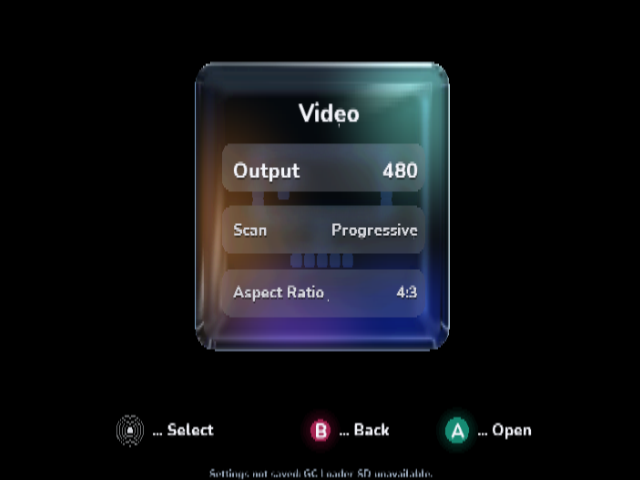 Video
Output 480
Scan Progressive
Aspect Ratio 4:3
... Select B ... Back A ... Open
Settings not saved: GC Loader SD unavailable.